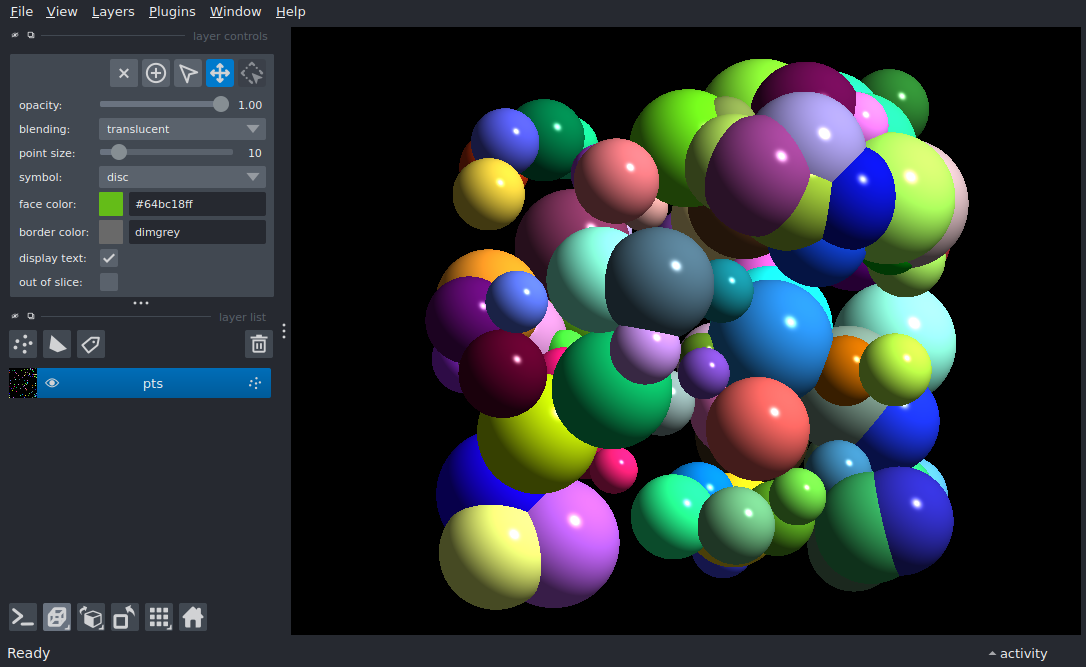 File View Layers Plugins Window Help
layer controls
opacity: 1.00
blending: translucent
point size: 10
symbol: disc
face color: #64bc18ff
border color: dimgrey
display text:
out of slice:
layer list
pts
Ready
activity